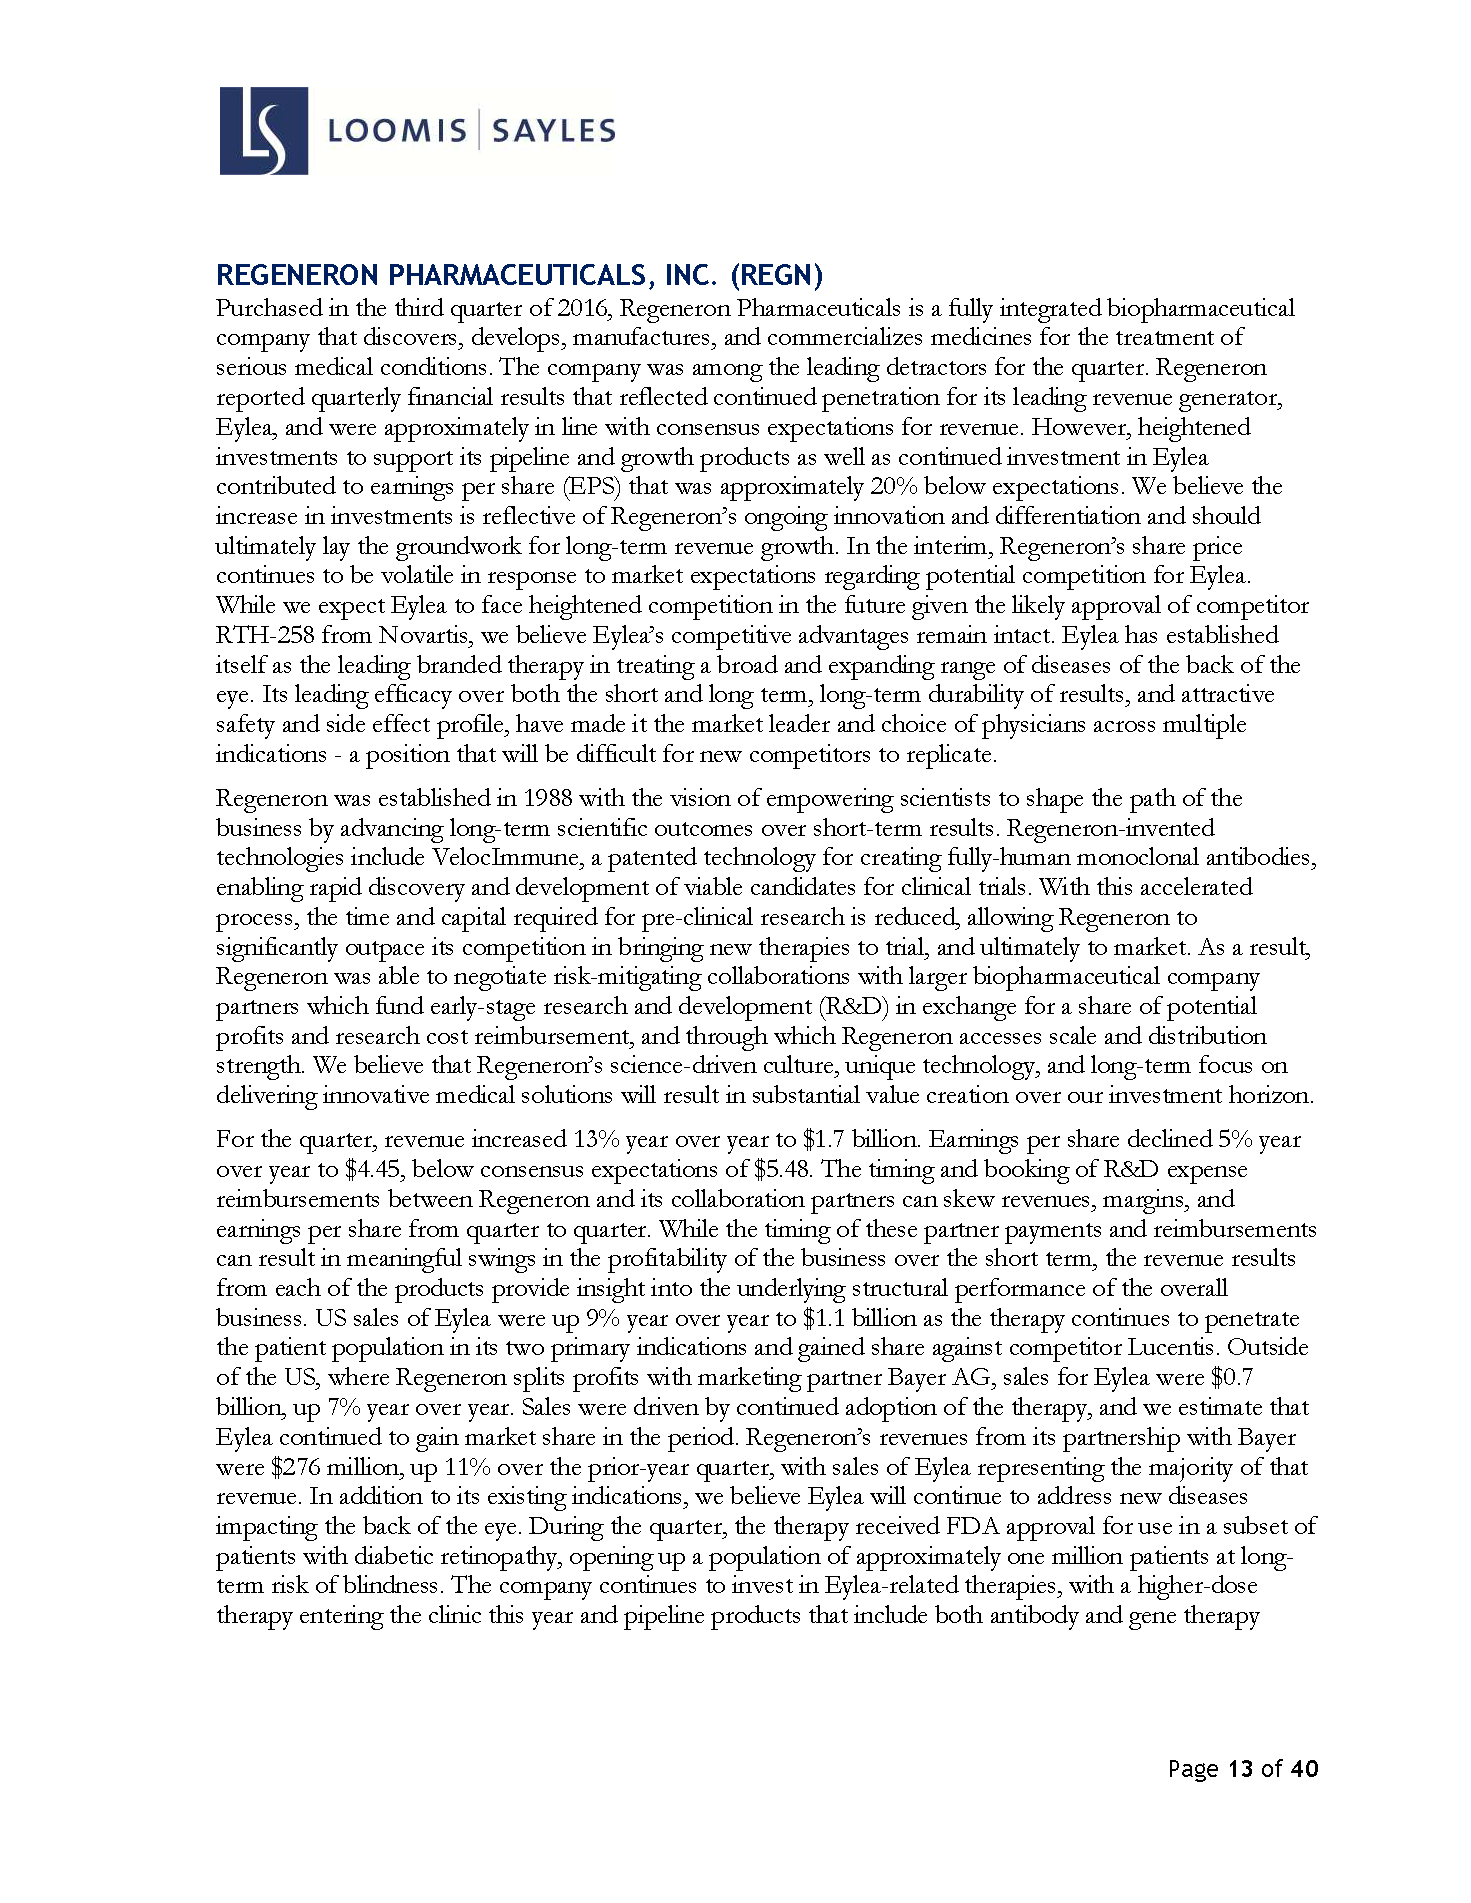 LS LOOMIS | SAYLES
REGENERON PHARMACEUTICALS, INC. (REGN)
Purchased in the third quarter of 2016, Regeneron Pharmaceuticals is a fully integrated biopharmaceutical
company that discovers, develops, manufactures, and commercializes medicines for the treatment of
serious medical conditions. The company was among the leading detractors for the quarter. Regeneron
reported quarterly financial results that reflected continued penetration for its leading revenue generator,
Eylea, and were approximately in line with consensus expectations for revenue. However, heightened
investments to support its pipeline and growth products as well as continued investment in Eylea
contributed to earnings per share (EPS) that was approximately 20% below expectations. We believe the
increase in investments is reflective of Regeneron’s ongoing innovation and differentiation and should
ultimately lay the groundwork for long-term revenue growth. In the interim, Regeneron’s share price
continues to be volatile in response to market expectations regarding potential competition for Eylea.
While we expect Eylea to face heightened competition in the future given the likely approval of competitor
RTH-258 from Novartis, we believe Eylea’s competitive advantages remain intact. Eylea has established
itself as the leading branded therapy in treating a broad and expanding range of diseases of the back of the
eye. Its leading efficacy over both the short and long term, long-term durability of results, and attractive
safety and side effect profile, have made it the market leader and choice of physicians across multiple
indications - a position that will be difficult for new competitors to replicate.
Regeneron was established in 1988 with the vision of empowering scientists to shape the path of the
business by advancing long-term scientific outcomes over short-term results. Regeneron-invented
technologies include VelocImmune, a patented technology for creating fully-human monoclonal antibodies,
enabling rapid discovery and development of viable candidates for clinical trials. With this accelerated
process, the time and capital required for pre-clinical research is reduced, allowing Regeneron to
significantly outpace its competition in bringing new therapies to trial, and ultimately to market. As a result,
Regeneron was able to negotiate risk-mitigating collaborations with larger biopharmaceutical company
partners which fund early-stage research and development (R&D) in exchange for a share of potential
profits and research cost reimbursement, and through which Regeneron accesses scale and distribution
strength. We believe that Regeneron’s science-driven culture, unique technology, and long-term focus on
delivering innovative medical solutions will result in substantial value creation over our investment horizon.
For the quarter, revenue increased 13% year over year to $1.7 billion. Earnings per share declined 5% year
over year to $4.45, below consensus expectations of $5.48. The timing and booking of R&D expense
reimbursements between Regeneron and its collaboration partners can skew revenues, margins, and
earnings per share from quarter to quarter. While the timing of these partner payments and reimbursements
can result in meaningful swings in the profitability of the business over the short term, the revenue results
from each of the products provide insight into the underlying structural performance of the overall
business. US sales of Eylea were up 9% year over year to $1.1 billion as the therapy continues to penetrate
the patient population in its two primary indications and gained share against competitor Lucentis. Outside
of the US, where Regeneron splits profits with marketing partner Bayer AG, sales for Eylea were $0.7
billion, up 7% year over year. Sales were driven by continued adoption of the therapy, and we estimate that
Eylea continued to gain market share in the period. Regeneron’s revenues from its partnership with Bayer
were $276 million, up 11% over the prior-year quarter, with sales of Eylea representing the majority of that
revenue. In addition to its existing indications, we believe Eylea will continue to address new diseases
impacting the back of the eye. During the quarter, the therapy received FDA approval for use in a subset of
patients with diabetic retinopathy, opening up a population of approximately one million patients at long-
term risk of blindness. The company continues to invest in Eylea-related therapies, with a higher-dose
therapy entering the clinic this year and pipeline products that include both antibody and gene therapy
Page 13 of 40